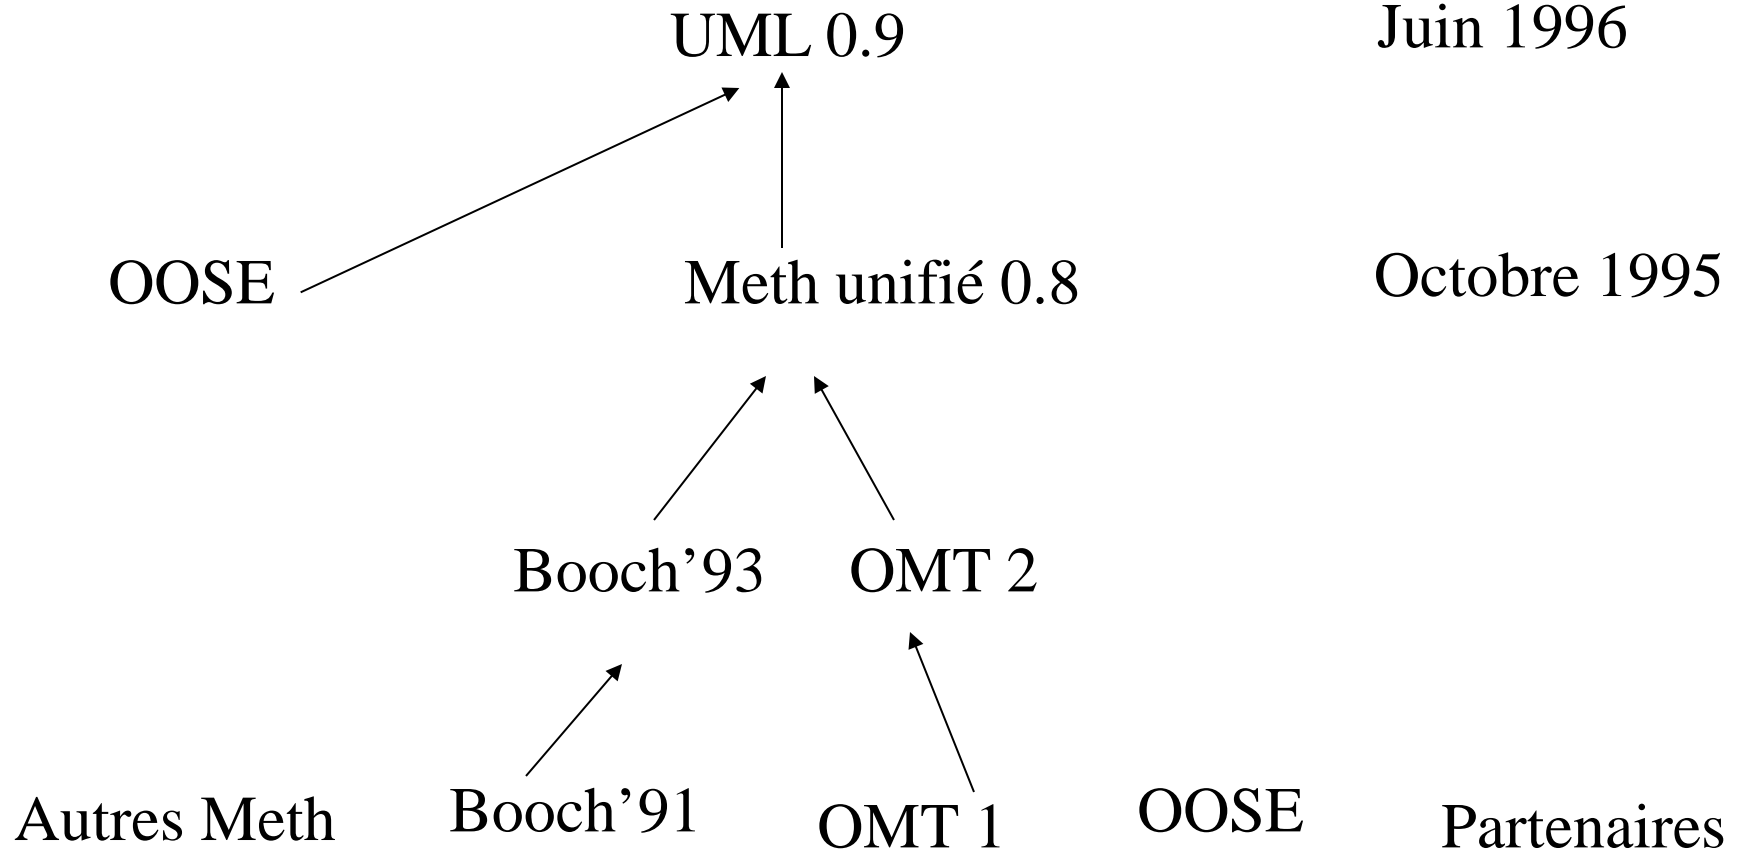 UML 0.9
Juin 1996
OOSE
Meth unifié 0.8
Octobre 1995
Booch’93
OMT 2
Autres Meth
Booch’91
OMT 1
OOSE
Partenaires